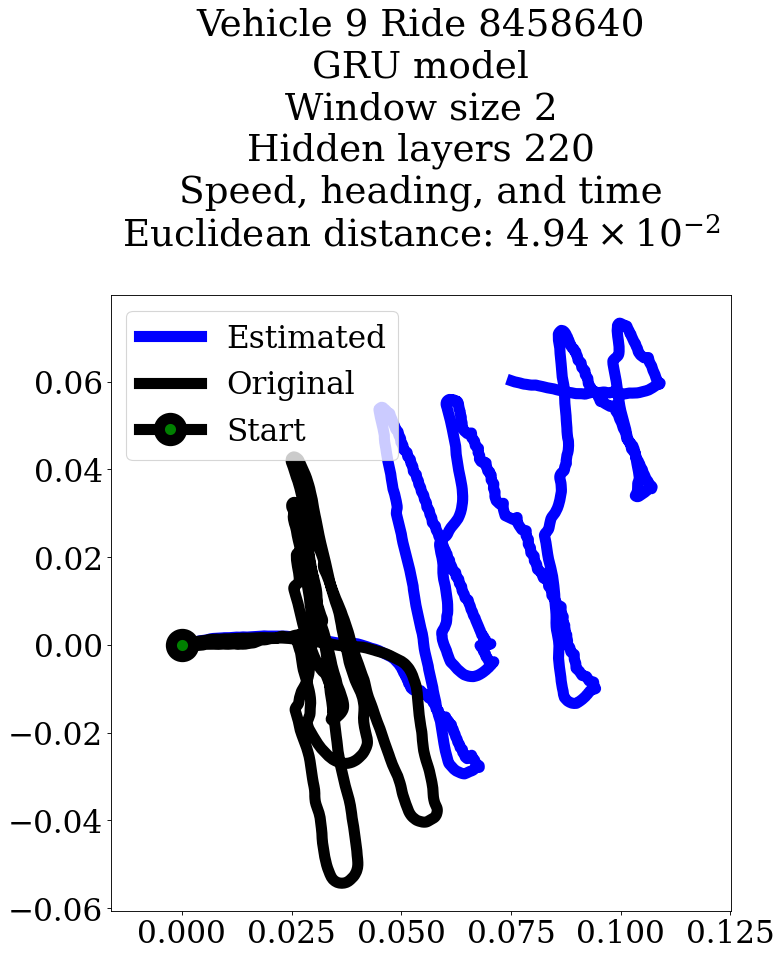 Vehicle 9 Ride 8458640
GRU model
Window size 2
Hidden layers 220
Speed, heading, and time
Euclidean distance: 4.94 × 10⁻²
Estimated
Original
Start
0.06
0.04
0.02
0.00
−0.02
−0.04
−0.06
0.000 0.025 0.050 0.075 0.100 0.125